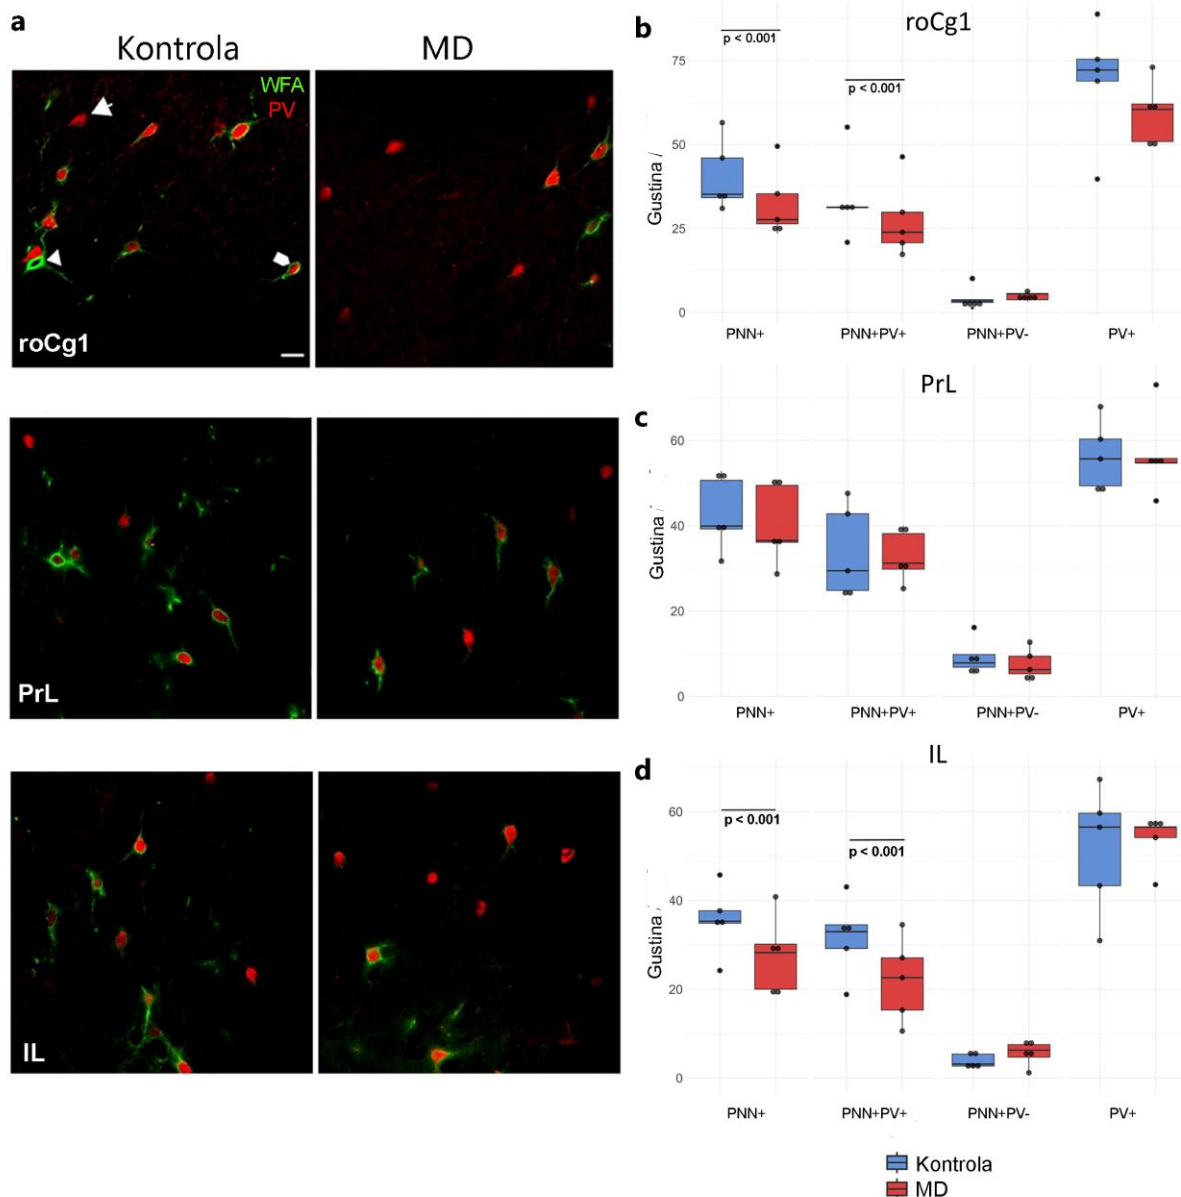 a
Kontrola
MD
WFA
PV
roCg1
PrL
IL
b
roCg1
p < 0.001
p < 0.001
Gustina /
75
50
25
0
PNN+
PNN+PV+
PNN+PV-
PV+
c
PrL
Gustina /
60
40
20
0
PNN+
PNN+PV+
PNN+PV-
PV+
d
IL
p < 0.001
p < 0.001
Gustina /
60
40
20
0
PNN+
PNN+PV+
PNN+PV-
PV+
Kontrola
MD